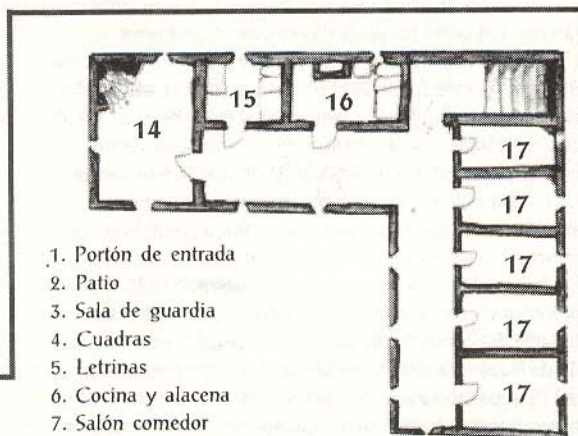 14
15
16
17
17
17
17
17
1. Portón de entrada
2. Patio
3. Sala de guardia
4. Cuadras
5. Letrinas
6. Cocina y alacena
7. Salón comedor